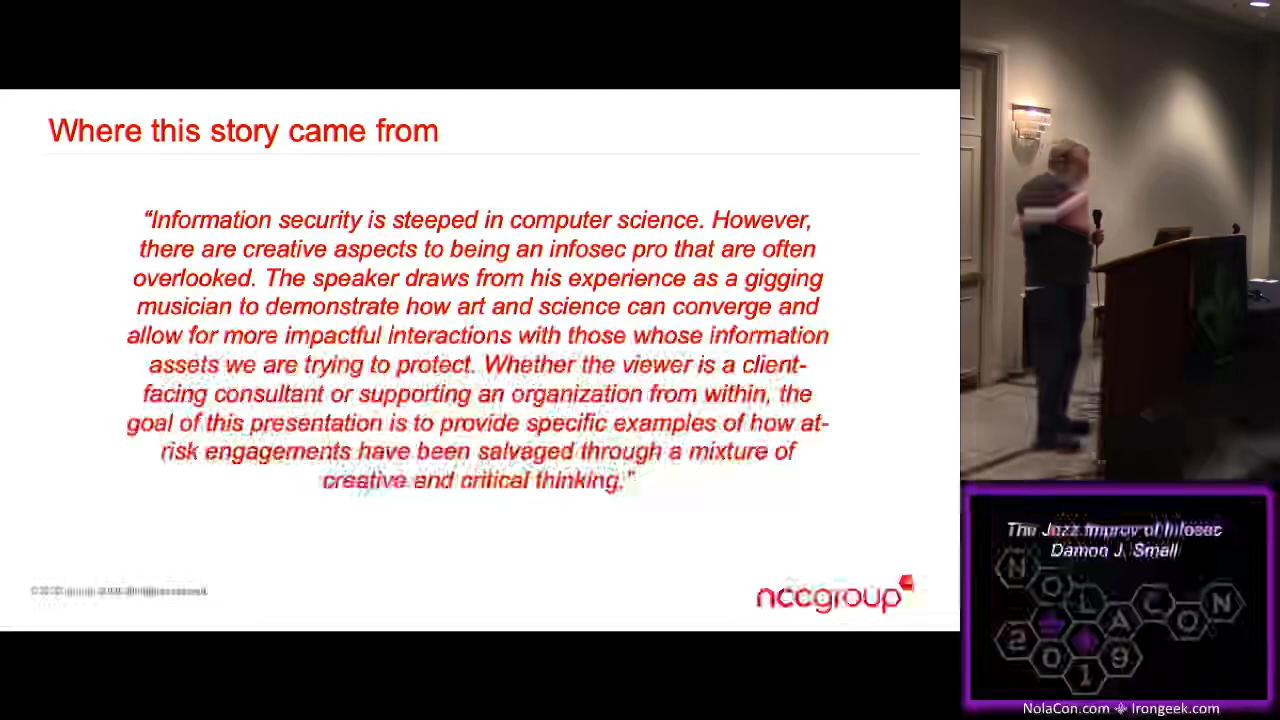 Where this story came from
“Information security is steeped in computer science. However,
there are creative aspects to being an infosec pro that are often
overlooked. The speaker draws from his experience as a gigging
musician to demonstrate how art and science can converge and
allow for more impactful interactions with those whose information
assets we are trying to protect. Whether the viewer is a client-
facing consultant or supporting an organization from within, the
goal of this presentation is to provide specific examples of how at-
risk engagements have been salvaged through a mixture of
creative and critical thinking.”
nccgroup
The Jazz Improv of Infosec
Damon J. Small
NOLACON
2019
NolaCon.com Irongeek.com